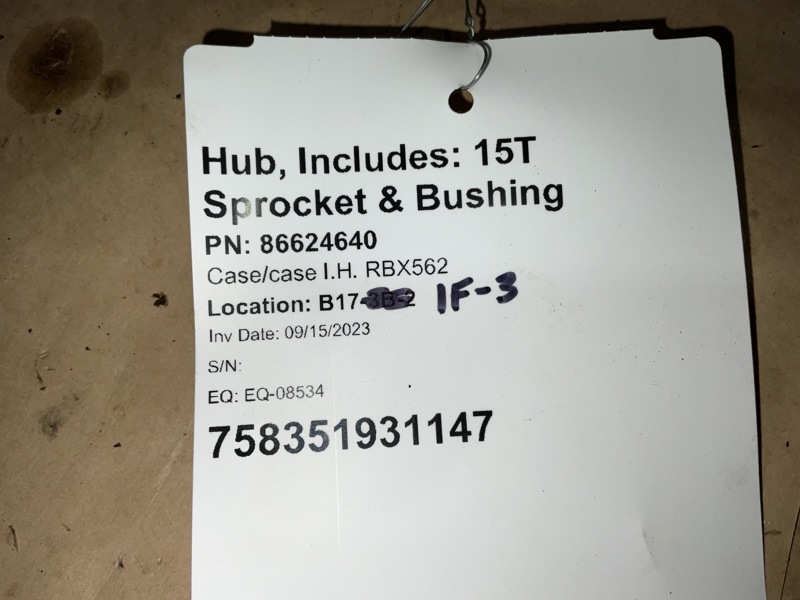 Hub, Includes: 15T
Sprocket & Bushing
PN: 86624640
Case/case I.H. RBX562
Location: B17-3B-2 1F-3
Inv Date: 09/15/2023
S/N:
EQ: EQ-08534
758351931147